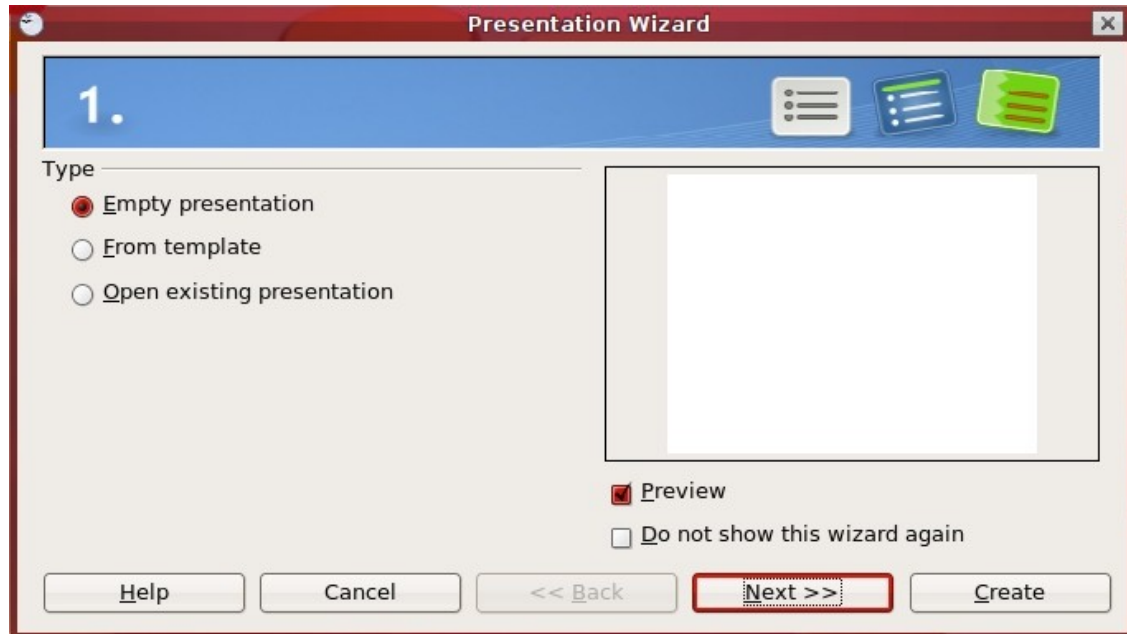 Presentation Wizard
1.
Type
Empty presentation
From template
Open existing presentation
Preview
Do not show this wizard again
Help Cancel << Back Next >> Create